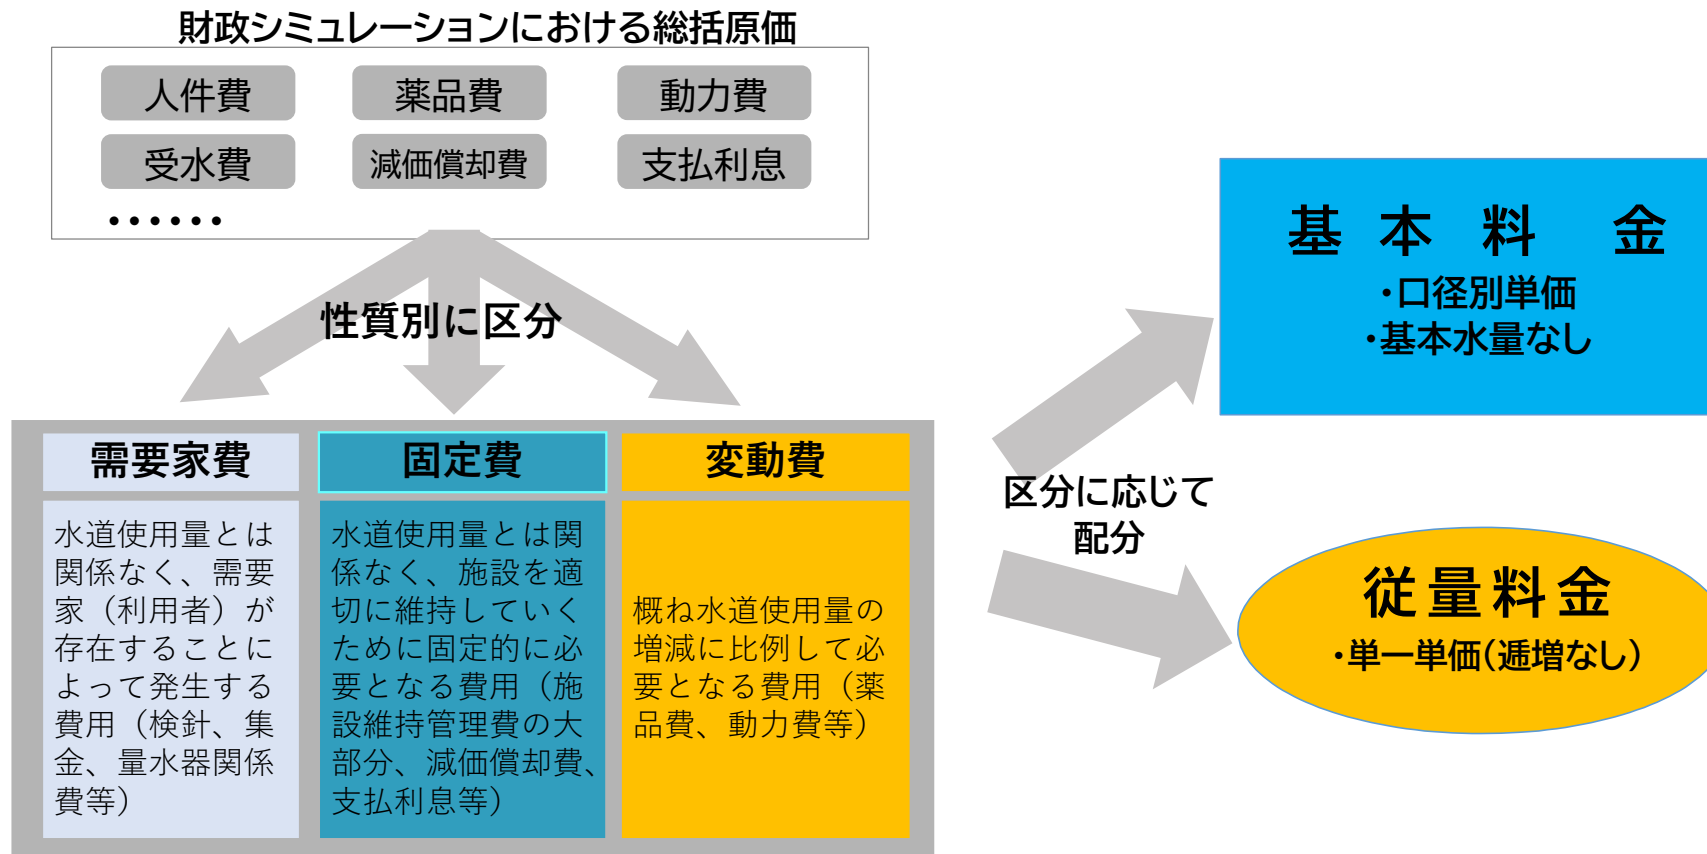 財政シミュレーションにおける総括原価
人件費
薬品費
動力費
受水費
減価償却費
支払利息
・・・・・・
性質別に区分
需要家費
水道使用量とは
関係なく、需要
家（利用者）が
存在することに
よって発生する
費用（検針、集
金、量水器関係
費等）
固定費
水道使用量とは関
係なく、施設を適
切に維持していく
ために固定的に必
要となる費用（施
設維持管理費の大
部分、減価償却費、
支払利息等）
変動費
概ね水道使用量の
増減に比例して必
要となる費用（薬
品費、動力費等）
区分に応じて
配分
基本料金
・口径別単価
・基本水量なし
従量料金
・単一単価(逓増なし)